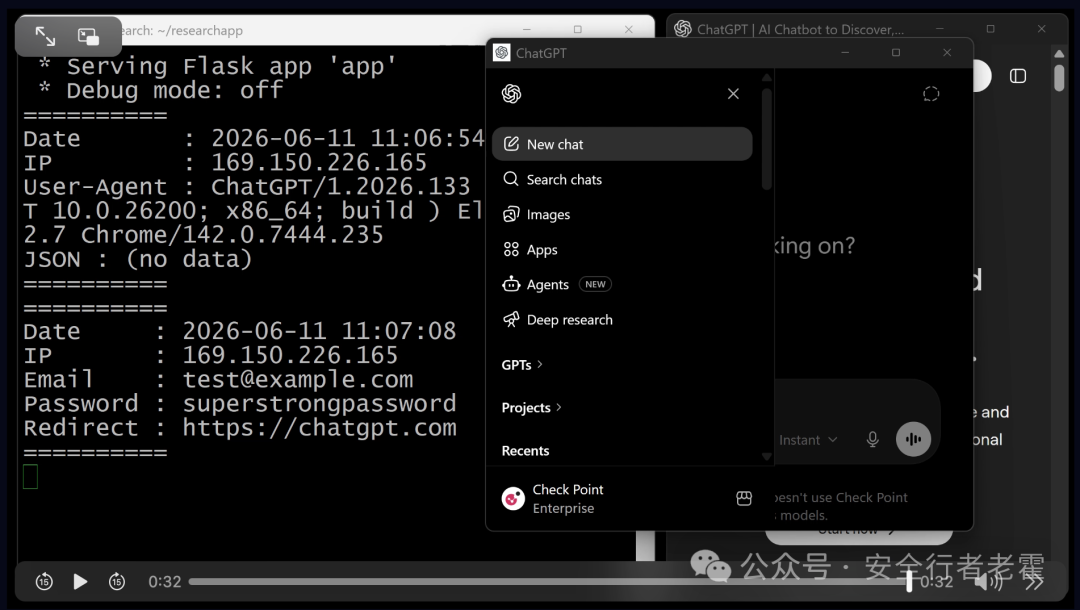 earch: ~/researchapp
* Serving Flask app 'app'
* Debug mode: off
==========
Date : 2026-06-11 11:06:54
IP : 169.150.226.165
User-Agent : ChatGPT/1.2026.133
T 10.0.26200; x86_64; build ) El
2.7 Chrome/142.0.7444.235
JSON : (no data)
==========
==========
Date : 2026-06-11 11:07:08
IP : 169.150.226.165
Email : test@example.com
Password : superstrongpassword
Redirect : https://chatgpt.com
==========
ChatGPT | AI Chatbot to Discover,...
ChatGPT
New chat
Search chats
Images
Apps
Agents NEW
Deep research
GPTs
Projects
Recents
Check Point
Enterprise
king on?
Instant
oesn't use Check Point
s models.
d
e and
onal
Start now
15
15
0:32
0:32
公众号 · 安全行者老霍